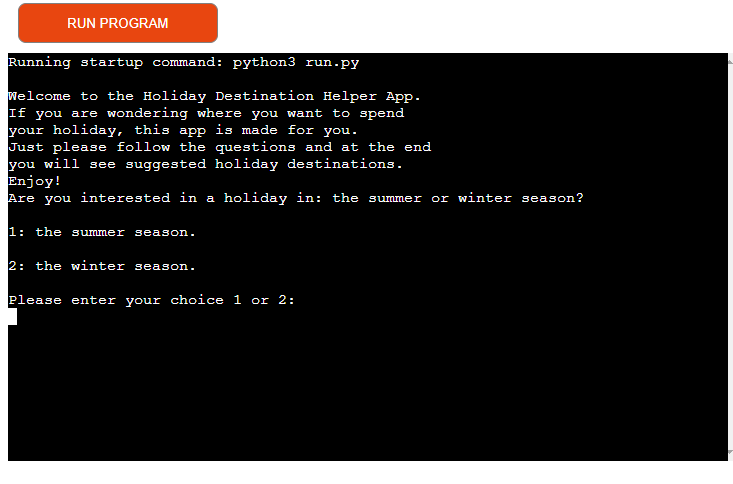 RUN PROGRAM
Running startup command: python3 run.py
Welcome to the Holiday Destination Helper App.
If you are wondering where you want to spend
your holiday, this app is made for you.
Just please follow the questions and at the end
you will see suggested holiday destinations.
Enjoy!
Are you interested in a holiday in: the summer or winter season?
1: the summer season.
2: the winter season.
Please enter your choice 1 or 2: